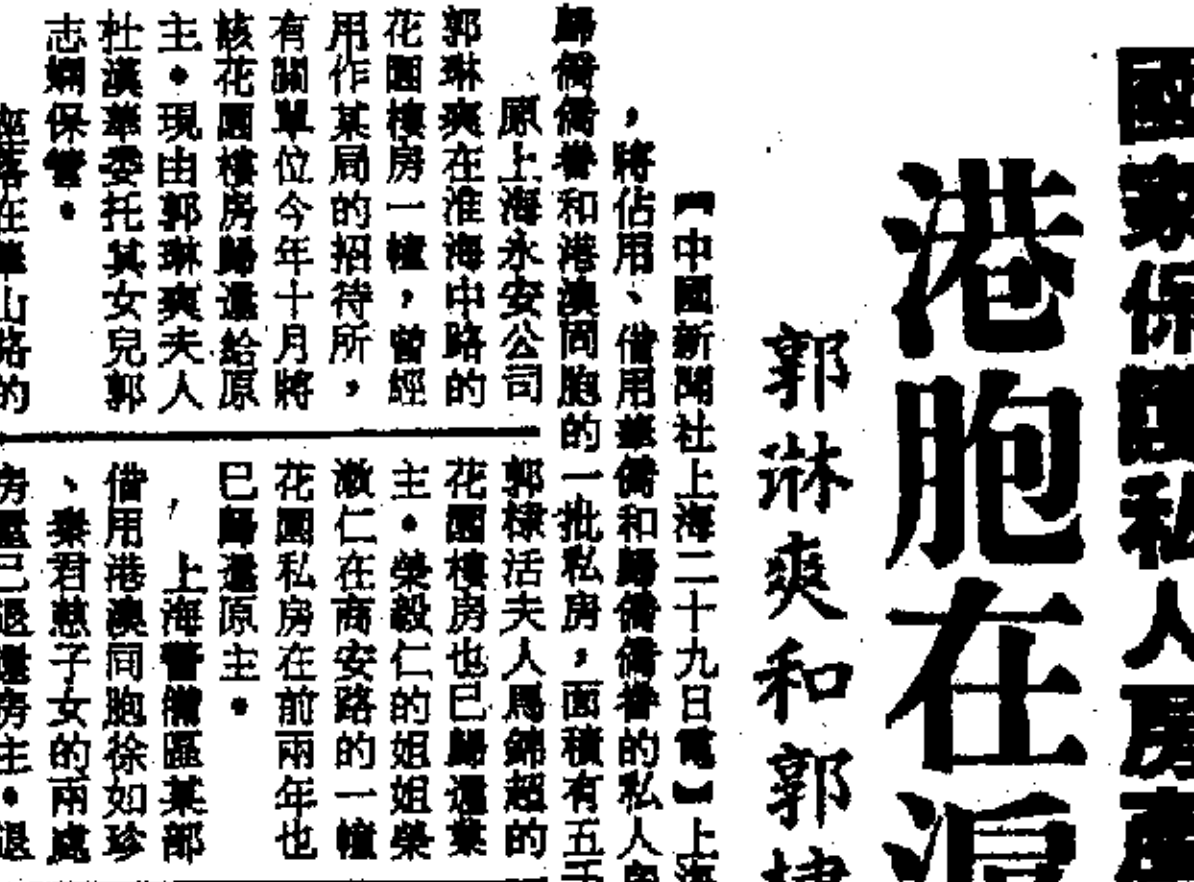 國家保護私人房產
港胞在滬
郭琳爽和郭棣
【中國新聞社上海二十九日電】上海
，將佔用、借用華僑和歸僑僑眷的私人房
歸僑僑眷和港澳同胞的一批私房，面積有五千
原上海永安公司
郭琳爽在淮海中路的
花園樓房一幢，曾經
用作某局的招待所，
有關單位今年十月將
該花園樓房歸還給原
主。現由郭琳爽夫人
杜漢華委托其女兒郭
志嫻保管。
座落在華山路的
郭棣活夫人馬錦超的
花園樓房也已歸還業
主。榮毅仁的姐姐榮
漱仁在高安路的一幢
花園私房在前兩年也
已歸還原主。
，上海警備區某部
借用港澳同胞徐如珍
、秦君慈子女的兩處
房屋已退還房主。退